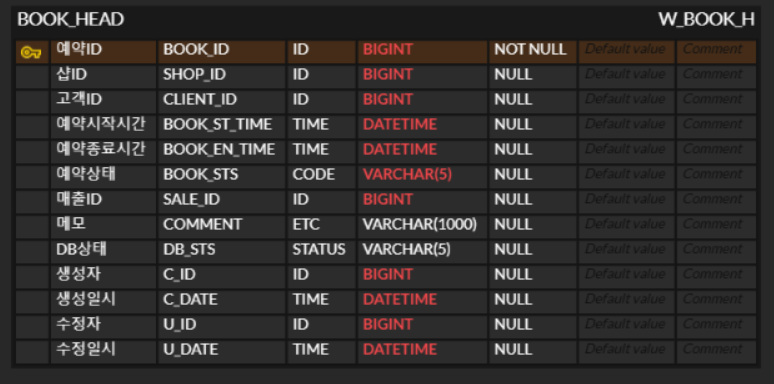 BOOK_HEAD W_BOOK_H
예약ID BOOK_ID ID BIGINT NOT NULL Default value Comment
샵ID SHOP_ID ID BIGINT NULL Default value Comment
고객ID CLIENT_ID ID BIGINT NULL Default value Comment
예약시작시간 BOOK_ST_TIME TIME DATETIME NULL Default value Comment
예약종료시간 BOOK_EN_TIME TIME DATETIME NULL Default value Comment
예약상태 BOOK_STS CODE VARCHAR(5) NULL Default value Comment
매출ID SALE_ID ID BIGINT NULL Default value Comment
메모 COMMENT ETC VARCHAR(1000) NULL Default value Comment
DB상태 DB_STS STATUS VARCHAR(5) NULL Default value Comment
생성자 C_ID ID BIGINT NULL Default value Comment
생성일시 C_DATE TIME DATETIME NULL Default value Comment
수정자 U_ID ID BIGINT NULL Default value Comment
수정일시 U_DATE TIME DATETIME NULL Default value Comment